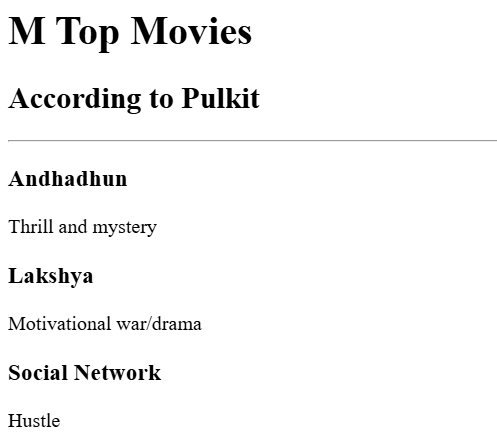 M Top Movies
According to Pulkit
Andhadhun
Thrill and mystery
Lakshya
Motivational war/drama
Social Network
Hustle